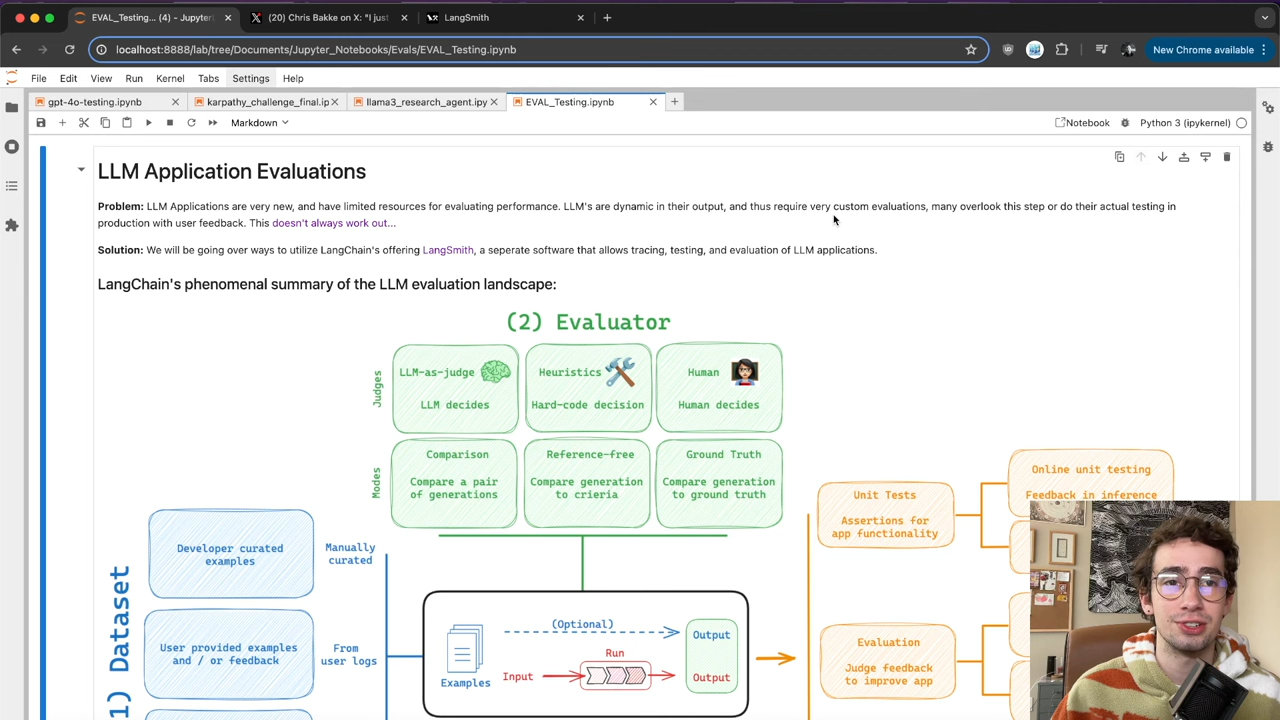 EVAL_Testing... (4) - Jupyter
(20) Chris Bakke on X: "I just
LangSmith
localhost:8888/lab/tree/Documents/Jupyter_Notebooks/Evals/EVAL_Testing.ipynb
New Chrome available
File Edit View Run Kernel Tabs Settings Help
gpt-4o-testing.ipynb
karpathy_challenge_final.ip
llama3_research_agent.ipy
EVAL_Testing.ipynb
Markdown
Notebook
Python 3 (ipykernel)
LLM Application Evaluations
Problem: LLM Applications are very new, and have limited resources for evaluating performance. LLM's are dynamic in their output, and thus require very custom evaluations, many overlook this step or do their actual testing in
production with user feedback. This doesn't always work out...
Solution: We will be going over ways to utilize LangChain's offering LangSmith, a seperate software that allows tracing, testing, and evaluation of LLM applications.
LangChain's phenomenal summary of the LLM evaluation landscape:
(2) Evaluator
Judges
LLM-as-judge
LLM decides
Heuristics
Hard-code decision
Human
Human decides
Modes
Comparison
Compare a pair
of generations
Reference-free
Compare generation
to crieria
Ground Truth
Compare generation
to ground truth
1) Dataset
Developer curated
examples
Manually
curated
User provided examples
and / or feedback
From
user logs
Examples
(Optional)
Input
Run
Output
Output
Unit Tests
Assertions for
app functionality
Online unit testing
Feedback in inference
Evaluation
Judge feedback
to improve app